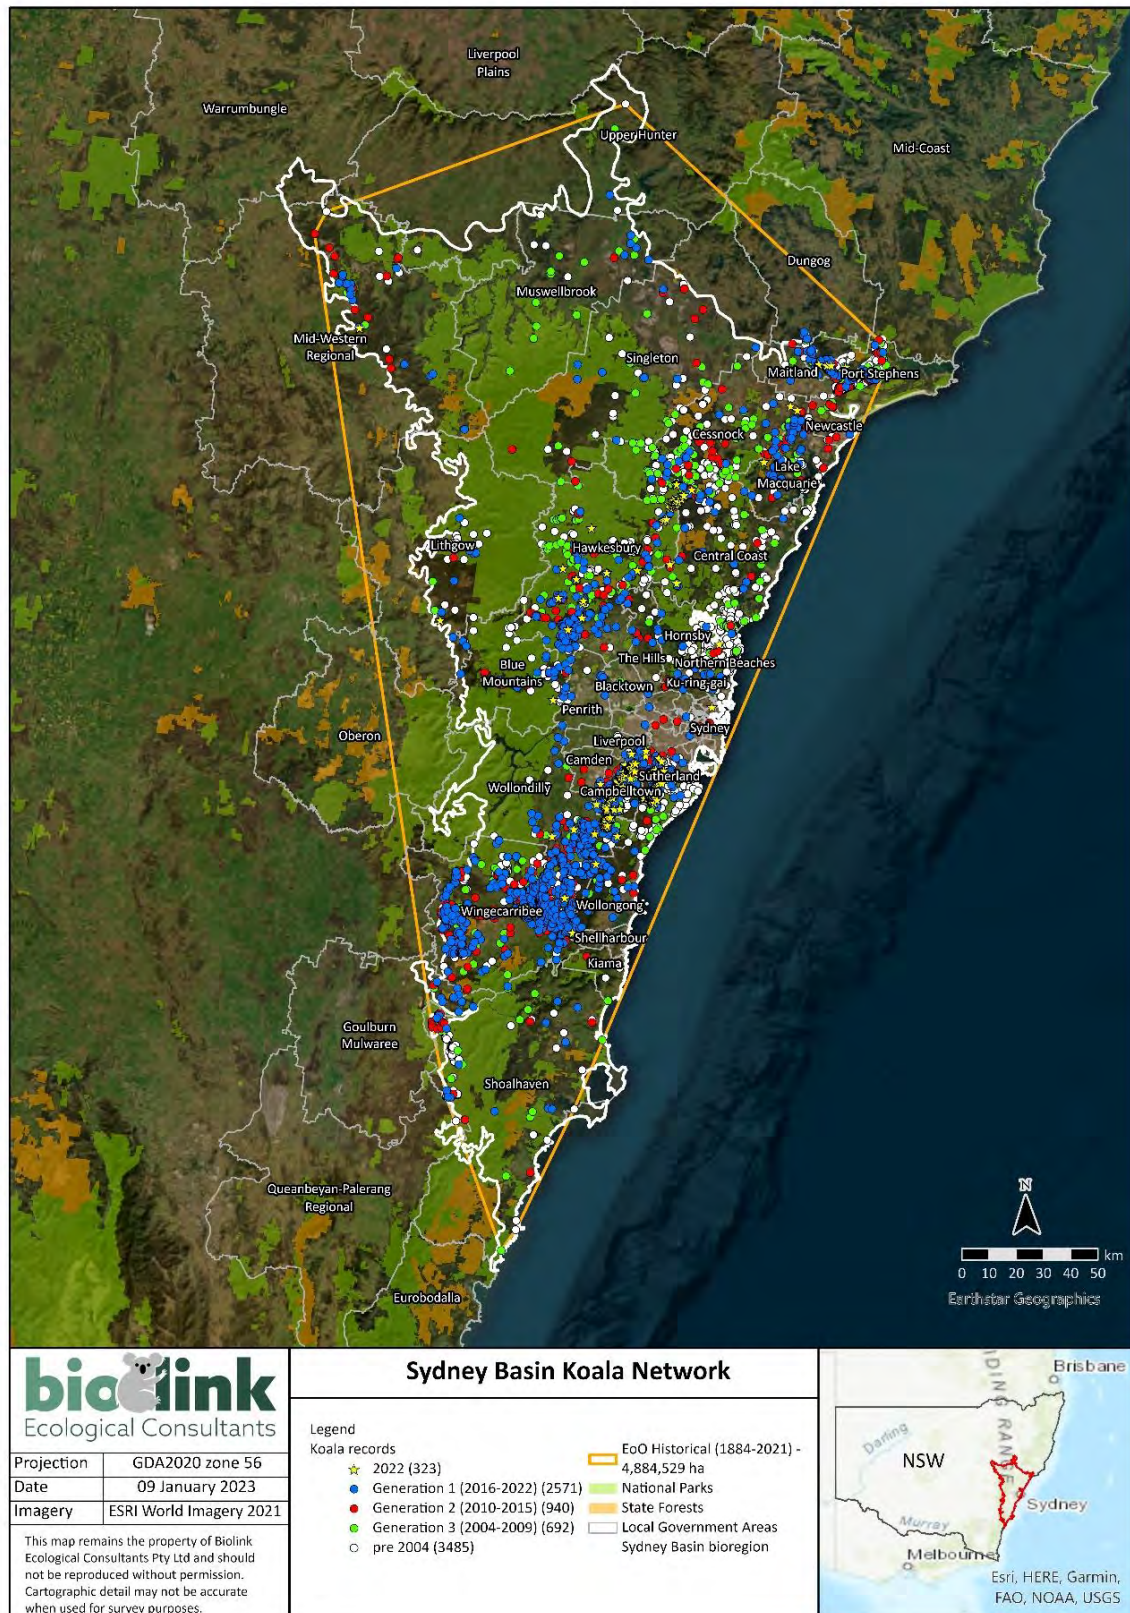 Liverpool
Plains
Warrumbungle
Upper Hunter
Mid-Coast
Dungog
Muswellbrook
Mid-Western
Regional
Singleton
Maitland
Port Stephens
Newcastle
Cessnock
Lake
Macquarie
Lithgow
Hawkesbury
Central Coast
Hornsby
The Hills
Northern Beaches
Blue
Mountains
Blacktown
Ku-ring-gai
Penrith
Sydney
Oberon
Liverpool
Camden
Sutherland
Wollondilly
Campbelltown
Wingecarribee
Wollongong
Shellharbour
Kiama
Goulburn
Mulwaree
Shoalhaven
Queanbeyan-Palerang
Regional
Eurobodalla
N
km
0 10 20 30 40 50
Earthstar Geographics
biolink
Ecological Consultants
Projection GDA2020 zone 56
Date 09 January 2023
Imagery ESRI World Imagery 2021
This map remains the property of Biolink
Ecological Consultants Pty Ltd and should
not be reproduced without permission.
Cartographic detail may not be accurate
when used for survey purposes.
Sydney Basin Koala Network
Legend
Koala records
2022 (323)
Generation 1 (2016-2022) (2571)
Generation 2 (2010-2015) (940)
Generation 3 (2004-2009) (692)
pre 2004 (3485)
EoO Historical (1884-2021) -
4,884,529 ha
National Parks
State Forests
Local Government Areas
Sydney Basin bioregion
DING RANGE
Brisbane
Darling
NSW
Sydney
Murray
Melbourne
Esri, HERE, Garmin,
FAO, NOAA, USGS